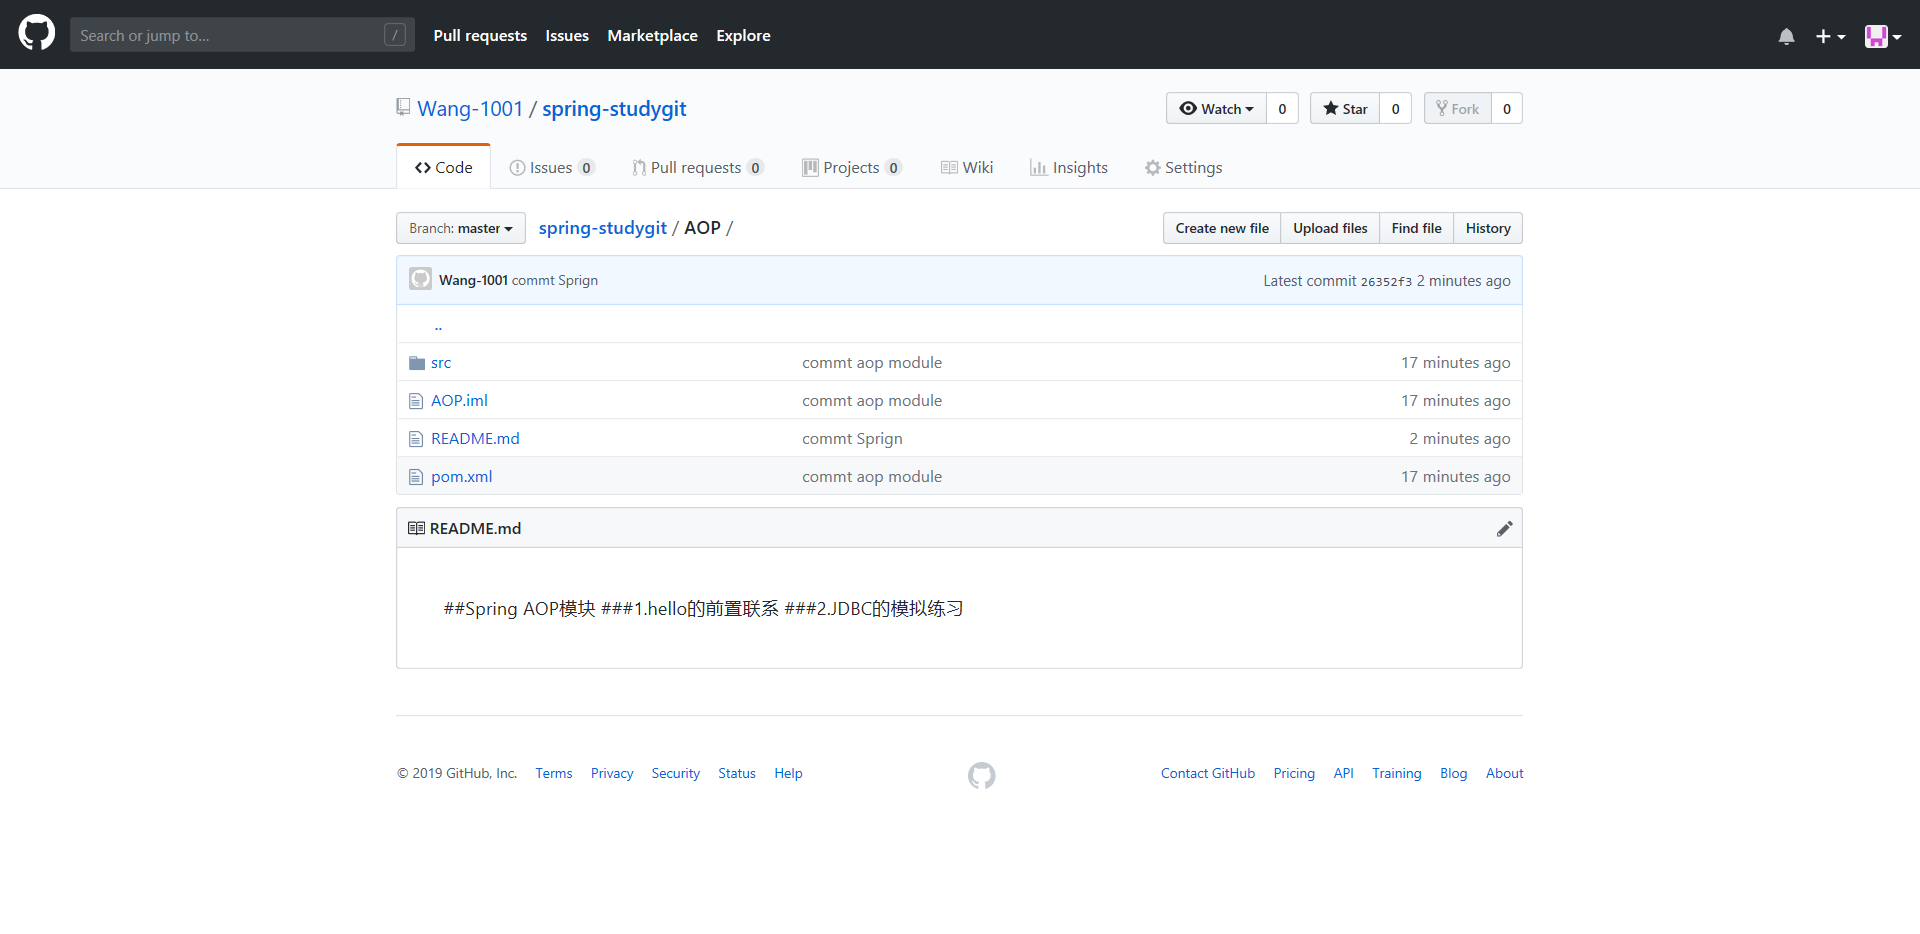 Search or jump to... / Pull requests Issues Marketplace Explore
Wang-1001 / spring-studygit Watch 0 Star 0 Fork 0
Code Issues 0 Pull requests 0 Projects 0 Wiki Insights Settings
Branch: master spring-studygit / AOP / Create new file Upload files Find file History
Wang-1001 commt Sprign Latest commit 26352f3 2 minutes ago
..
src commt aop module 17 minutes ago
AOP.iml commt aop module 17 minutes ago
README.md commt Sprign 2 minutes ago
pom.xml commt aop module 17 minutes ago
README.md
##Spring AOP模块 ###1.hello的前置联系 ###2.JDBC的模拟练习
© 2019 GitHub, Inc. Terms Privacy Security Status Help Contact GitHub Pricing API Training Blog About